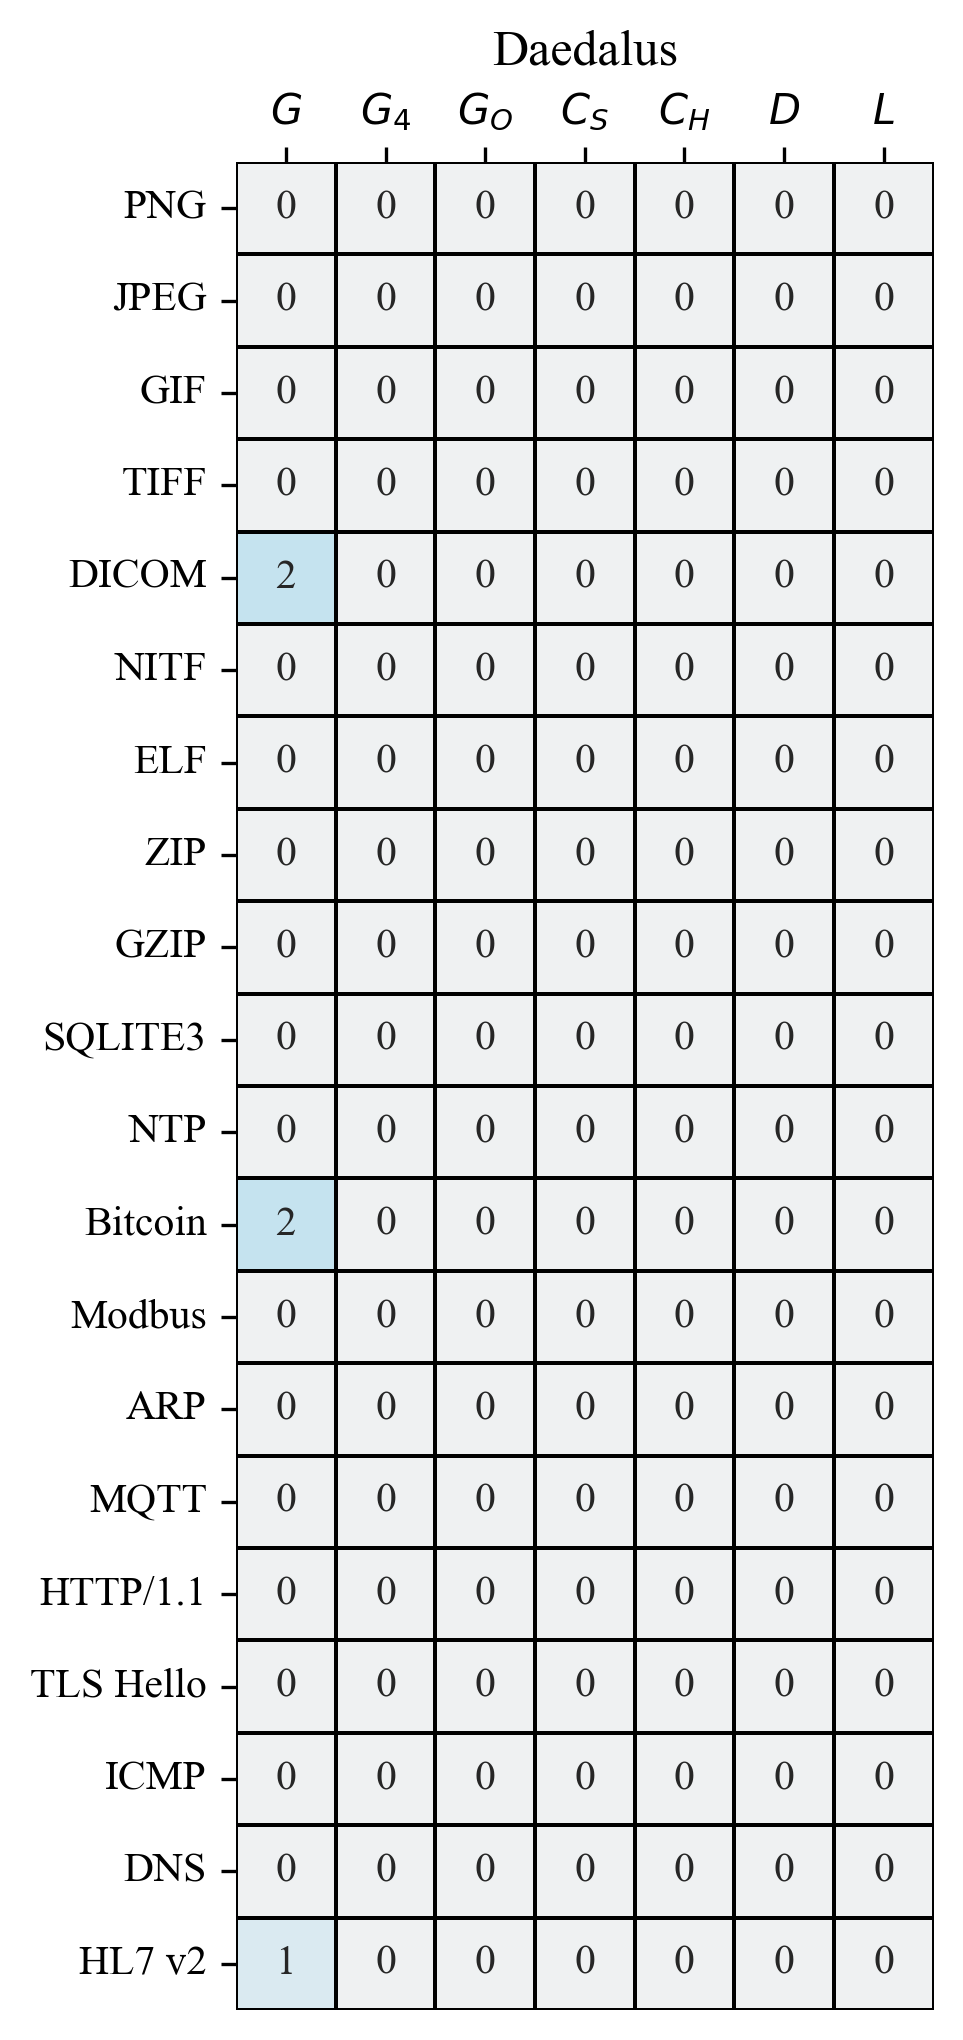 Daedalus
G G₄ G_O C_S C_H D L
PNG 0 0 0 0 0 0 0
JPEG 0 0 0 0 0 0 0
GIF 0 0 0 0 0 0 0
TIFF 0 0 0 0 0 0 0
DICOM 2 0 0 0 0 0 0
NITF 0 0 0 0 0 0 0
ELF 0 0 0 0 0 0 0
ZIP 0 0 0 0 0 0 0
GZIP 0 0 0 0 0 0 0
SQLITE3 0 0 0 0 0 0 0
NTP 0 0 0 0 0 0 0
Bitcoin 2 0 0 0 0 0 0
Modbus 0 0 0 0 0 0 0
ARP 0 0 0 0 0 0 0
MQTT 0 0 0 0 0 0 0
HTTP/1.1 0 0 0 0 0 0 0
TLS Hello 0 0 0 0 0 0 0
ICMP 0 0 0 0 0 0 0
DNS 0 0 0 0 0 0 0
HL7 v2 1 0 0 0 0 0 0